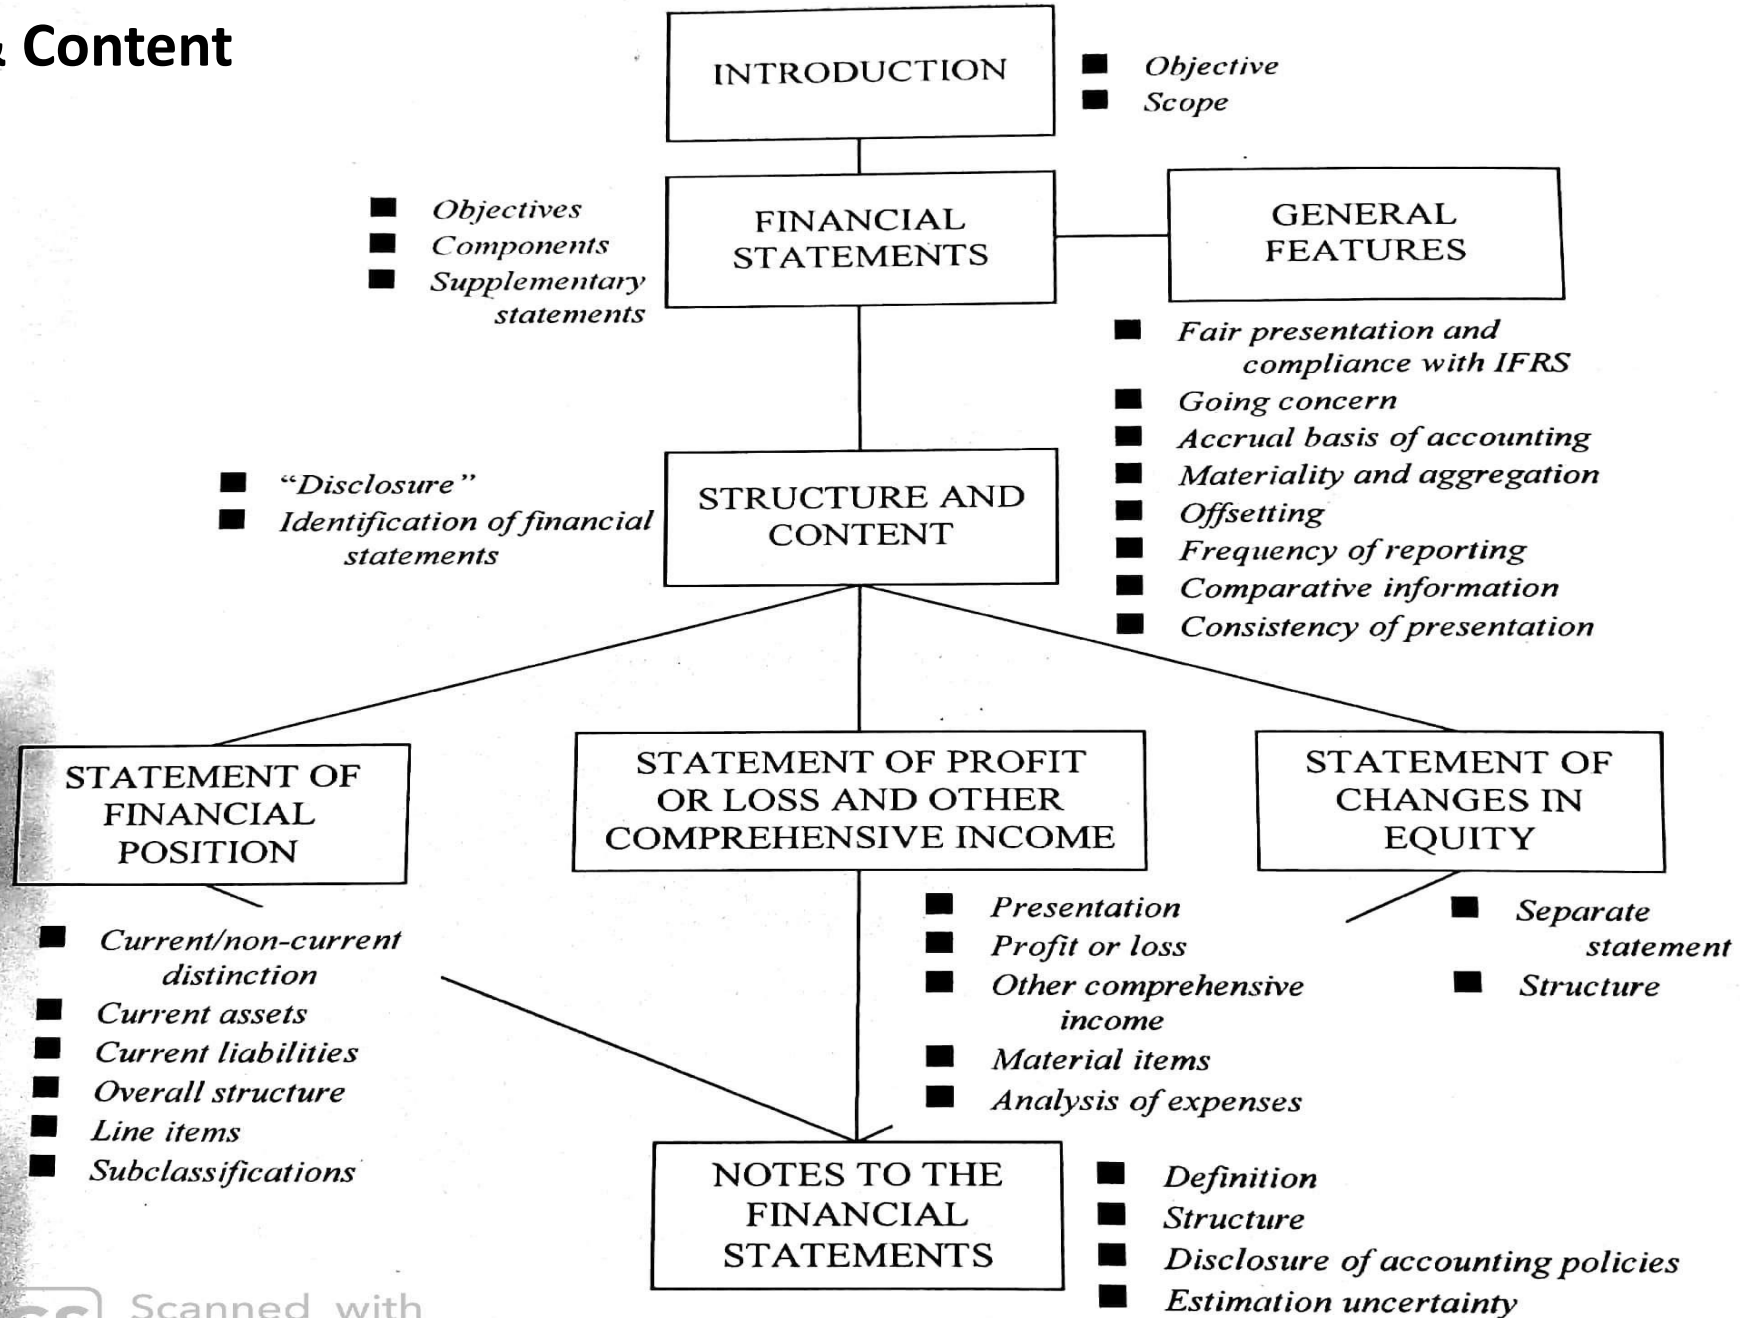 & Content
INTRODUCTION
Objective
Scope
Objectives
Components
Supplementary
statements
FINANCIAL
STATEMENTS
GENERAL
FEATURES
Fair presentation and
compliance with IFRS
Going concern
Accrual basis of accounting
Materiality and aggregation
Offsetting
Frequency of reporting
Comparative information
Consistency of presentation
“Disclosure”
Identification of financial
statements
STRUCTURE AND
CONTENT
STATEMENT OF
FINANCIAL
POSITION
STATEMENT OF PROFIT
OR LOSS AND OTHER
COMPREHENSIVE INCOME
STATEMENT OF
CHANGES IN
EQUITY
Current/non-current
distinction
Current assets
Current liabilities
Overall structure
Line items
Subclassifications
Presentation
Profit or loss
Other comprehensive
income
Material items
Analysis of expenses
Separate
statement
Structure
NOTES TO THE
FINANCIAL
STATEMENTS
Definition
Structure
Disclosure of accounting policies
Estimation uncertainty
Scanned with